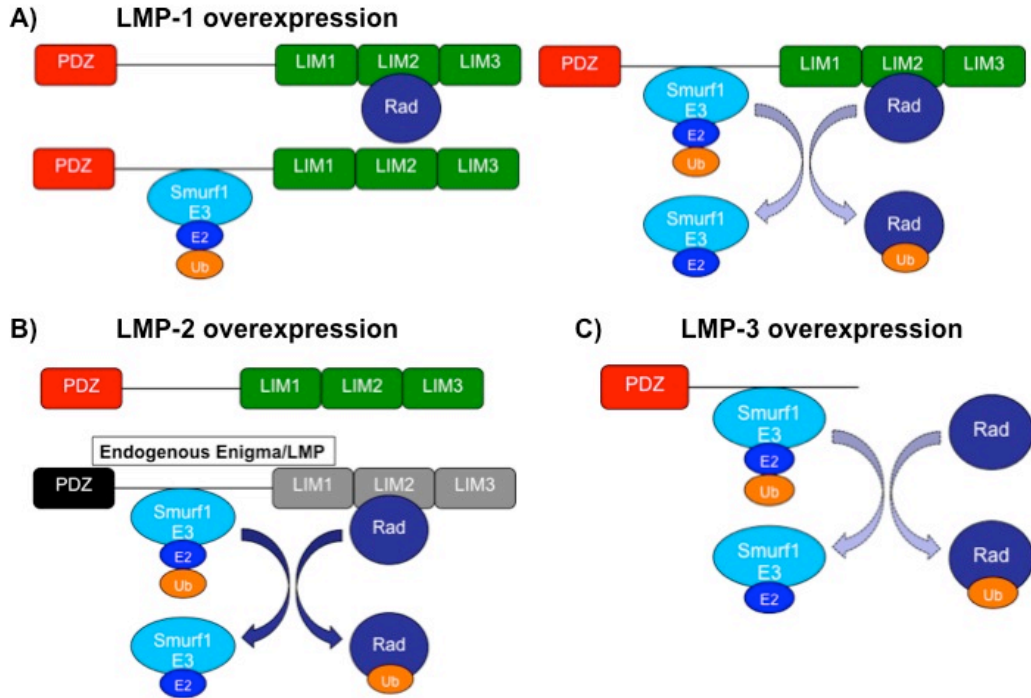 A) LMP-1 overexpression
PDZ LIM1 LIM2 LIM3
Rad
PDZ LIM1 LIM2 LIM3
Smurf1
E3
E2
Ub
PDZ LIM1 LIM2 LIM3
Smurf1
E3
E2
Ub
Rad
Smurf1
E3
E2
Rad
Ub
B) LMP-2 overexpression
PDZ LIM1 LIM2 LIM3
Endogenous Enigma/LMP
PDZ LIM1 LIM2 LIM3
Smurf1
E3
E2
Ub
Rad
Smurf1
E3
E2
Rad
Ub
C) LMP-3 overexpression
PDZ
Smurf1
E3
E2
Ub
Rad
Smurf1
E3
E2
Rad
Ub